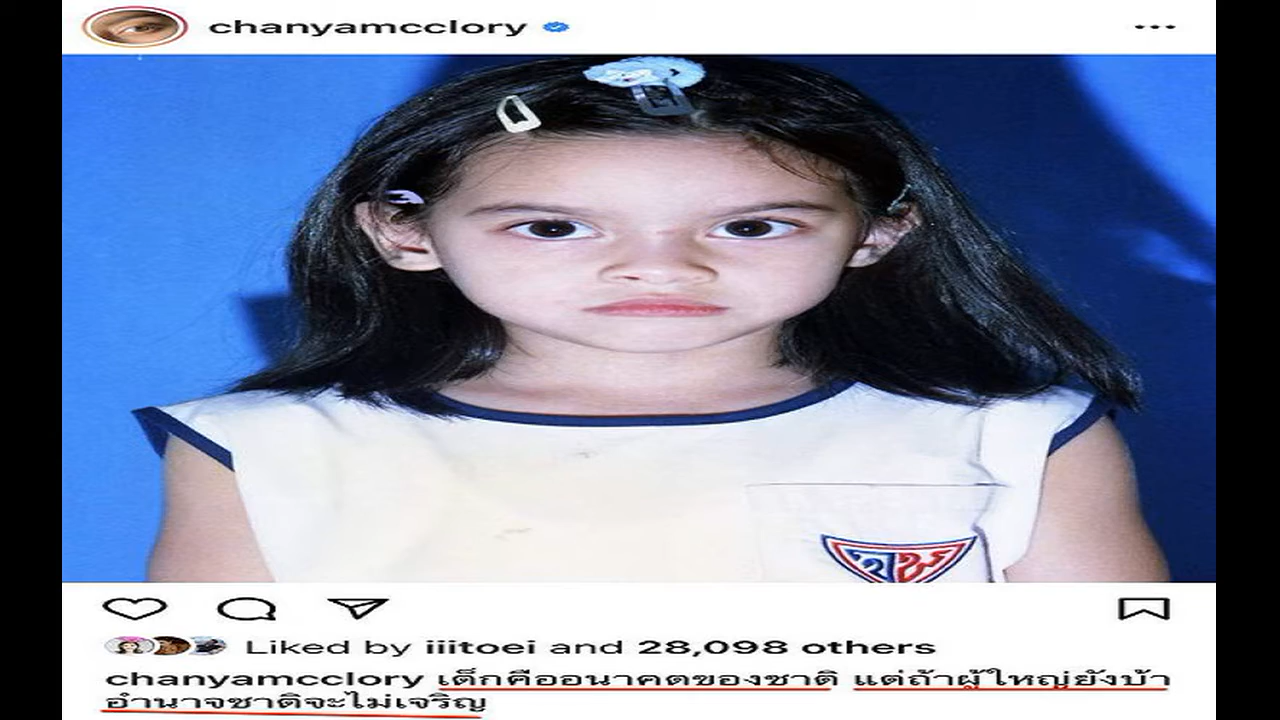 chanyamcclory
Liked by iiitoei and 28,098 others
chanyamcclory เด็กคืออนาคตของชาติ แต่ถ้าผู้ใหญ่ยังบ้า
อำนาจชาติจะไม่เจริญ